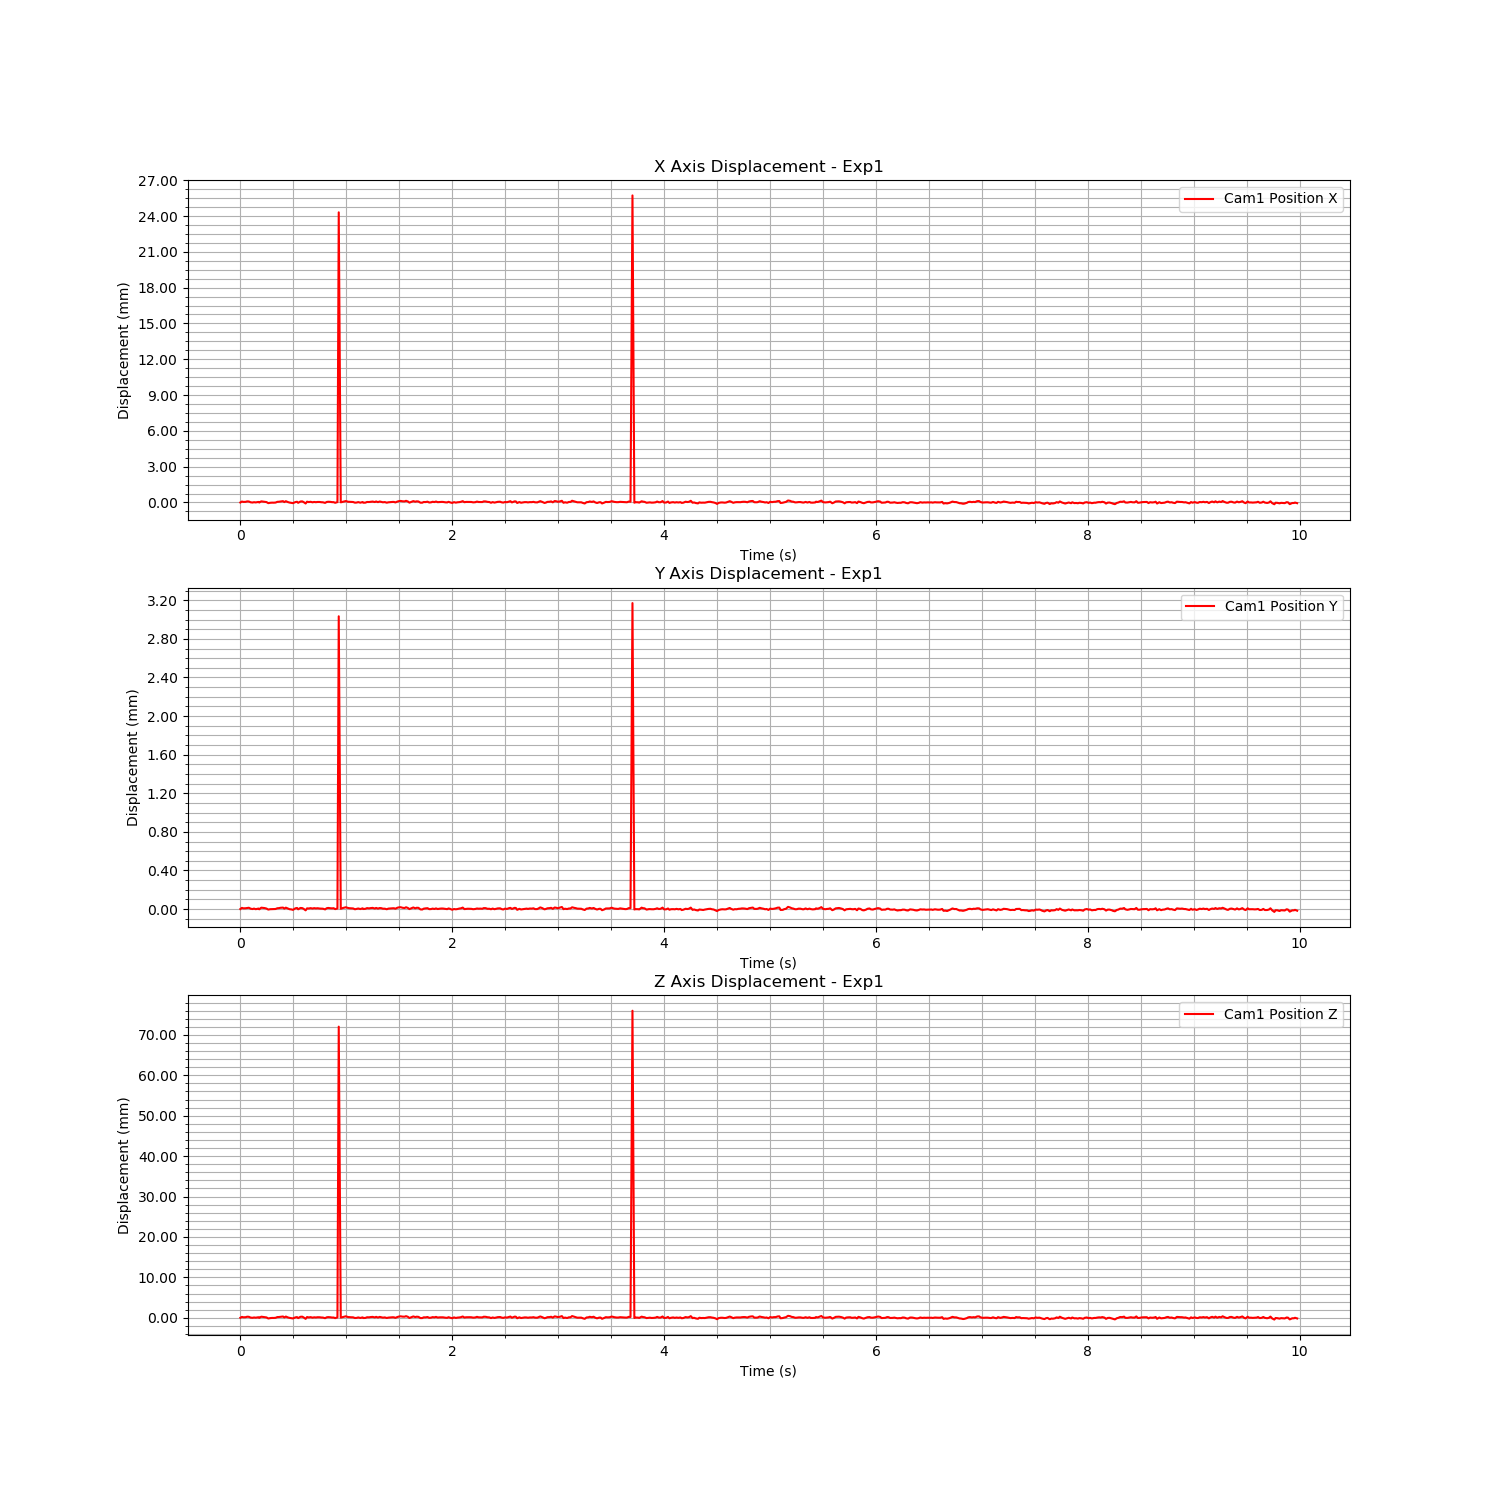 X Axis Displacement - Exp1
27.00
24.00
21.00
18.00
15.00
12.00
9.00
6.00
3.00
0.00
Displacement (mm)
Cam1 Position X
0 2 4 6 8 10
Time (s)
Y Axis Displacement - Exp1
3.20
2.80
2.40
2.00
1.60
1.20
0.80
0.40
0.00
Displacement (mm)
Cam1 Position Y
0 2 4 6 8 10
Time (s)
Z Axis Displacement - Exp1
70.00
60.00
50.00
40.00
30.00
20.00
10.00
0.00
Displacement (mm)
Cam1 Position Z
0 2 4 6 8 10
Time (s)